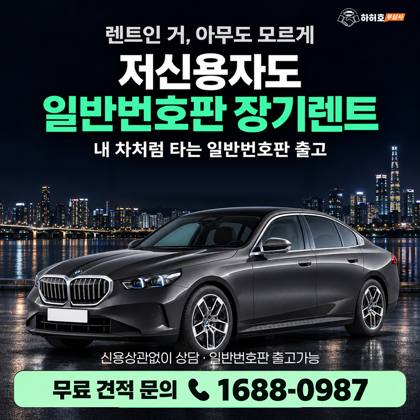 하허호 무심사
렌트인 거, 아무도 모르게
저신용자도
일반번호판 장기렌트
내 차처럼 타는 일반번호판 출고
신용상관없이 상담 · 일반번호판 출고가능
무료 견적 문의 1688-0987